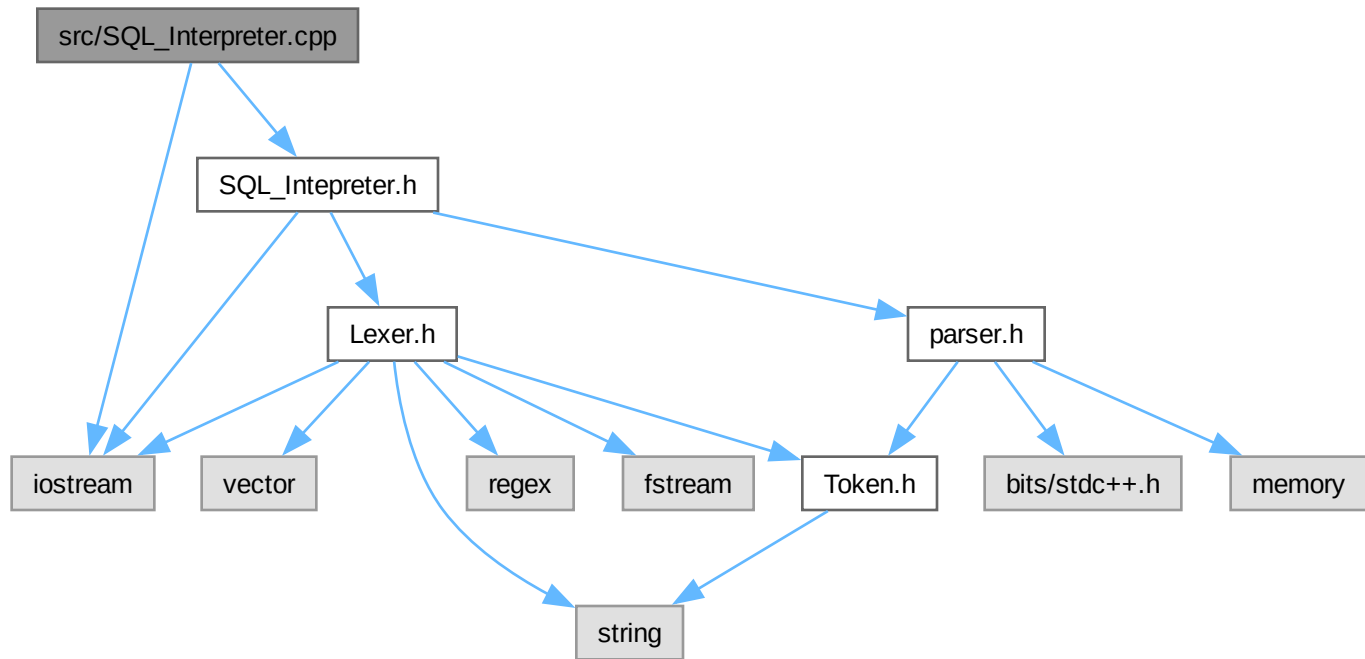 src/SQL_Interpreter.cpp
SQL_Intepreter.h
Lexer.h
parser.h
iostream
vector
regex
fstream
Token.h
bits/stdc++.h
memory
string